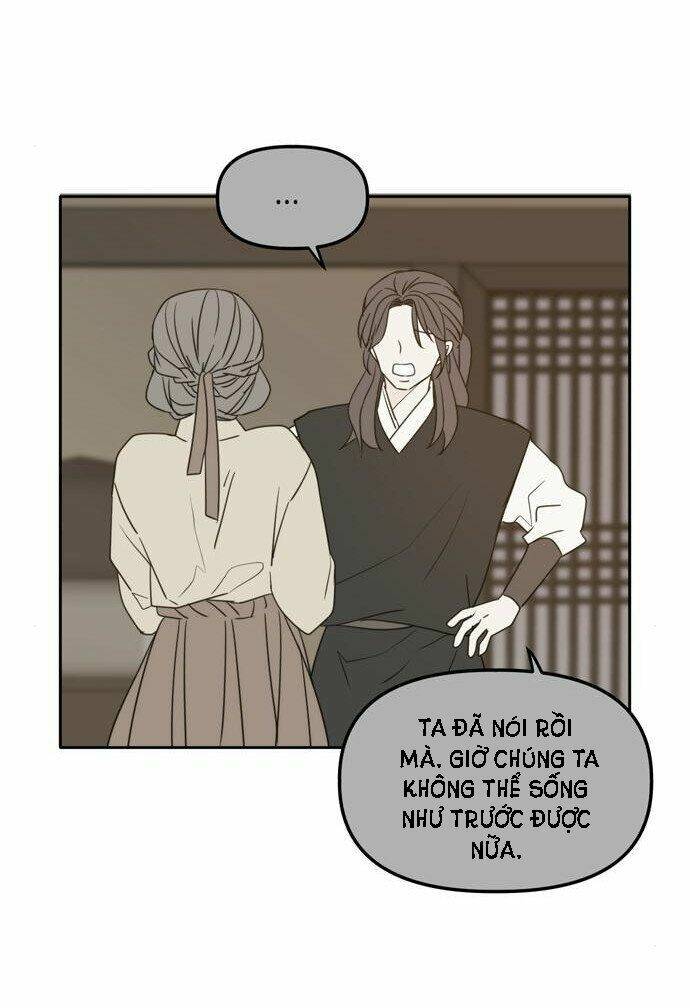 ...
TA ĐÃ NÓI RỒI
MÀ. GIỜ CHÚNG TA
KHÔNG THỂ SỐNG
NHƯ TRƯỚC ĐƯỢC
NỮA.